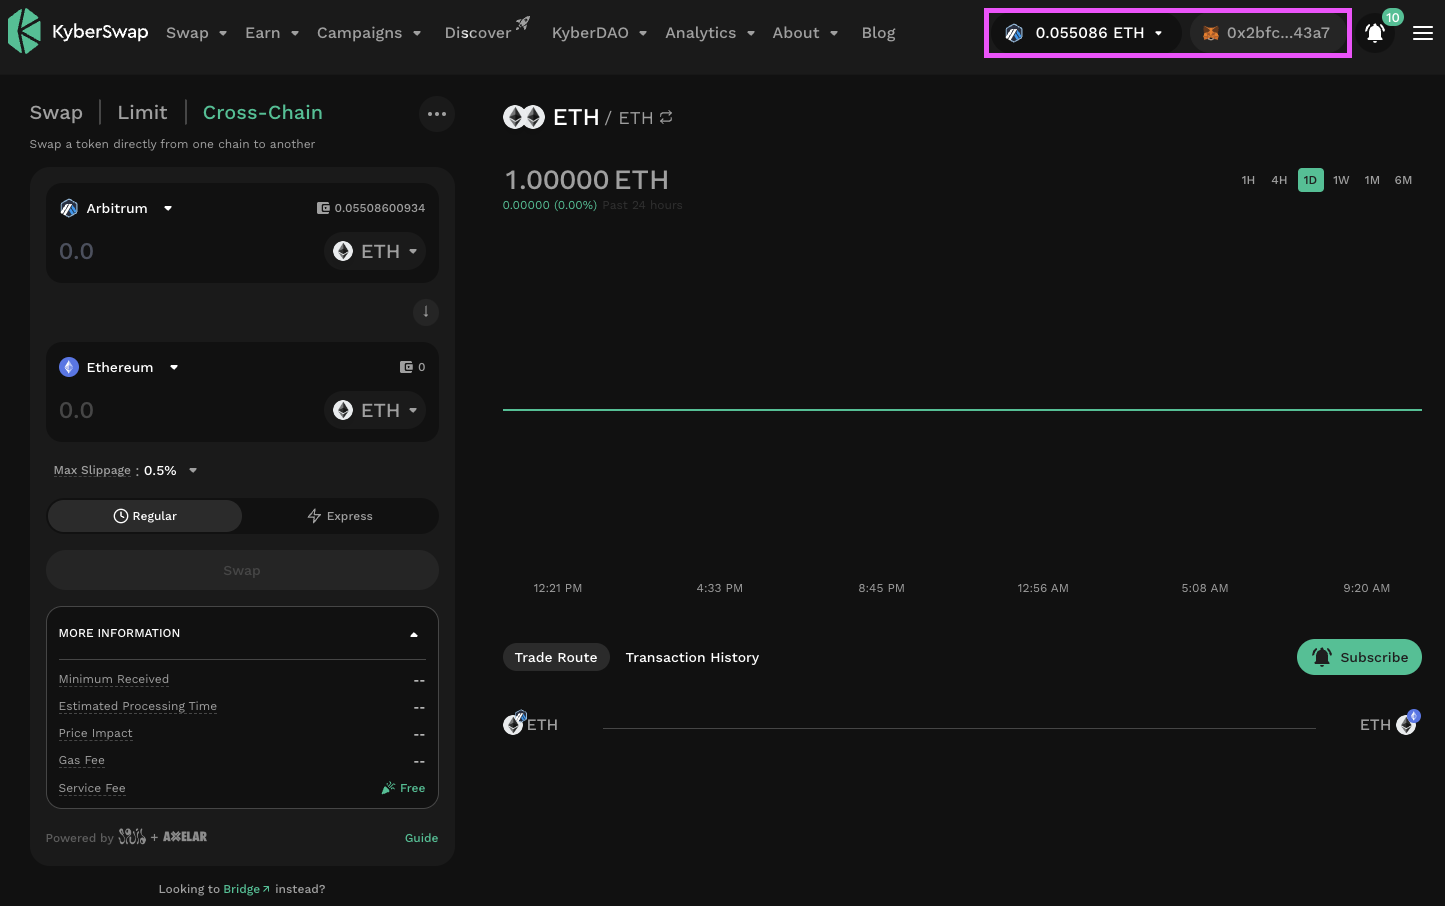 KyberSwap Swap Earn Campaigns Discover KyberDAO Analytics About Blog 0.055086 ETH 0x2bfc...43a7 10
Swap Limit Cross-Chain
Swap a token directly from one chain to another
Arbitrum 0.05508600934
0.0 ETH
Ethereum 0
0.0 ETH
Max Slippage : 0.5%
Regular Express
Swap
MORE INFORMATION
Minimum Received --
Estimated Processing Time --
Price Impact --
Gas Fee --
Service Fee Free
Powered by + AXELAR Guide
Looking to Bridge instead?
ETH / ETH
1.00000 ETH 1H 4H 1D 1W 1M 6M
0.00000 (0.00%) Past 24 hours
12:21 PM 4:33 PM 8:45 PM 12:56 AM 5:08 AM 9:20 AM
Trade Route Transaction History Subscribe
ETH ETH